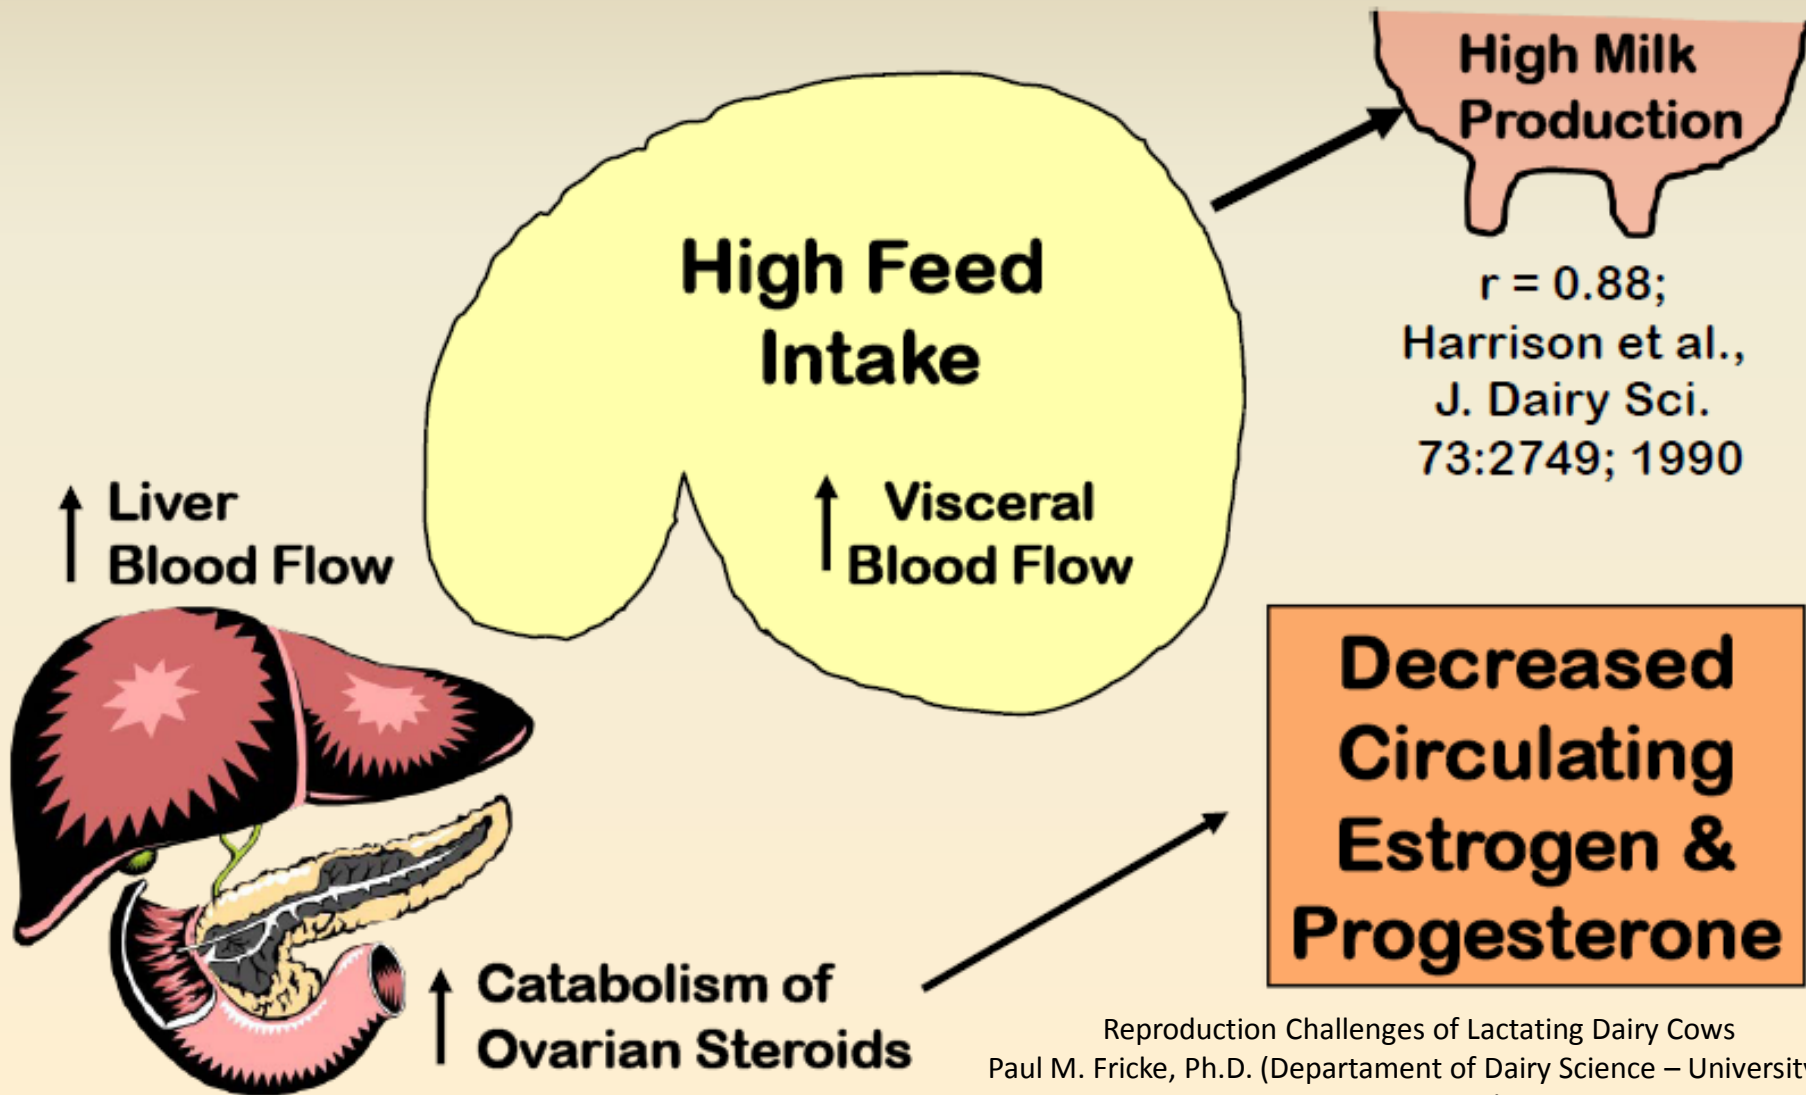 High Milk
Production
High Feed
Intake
r = 0.88;
Harrison et al.,
J. Dairy Sci.
73:2749; 1990
Liver
Blood Flow
Visceral
Blood Flow
Decreased
Circulating
Estrogen &
Progesterone
Catabolism of
Ovarian Steroids
Reproduction Challenges of Lactating Dairy Cows
Paul M. Fricke, Ph.D. (Departament of Dairy Science – University